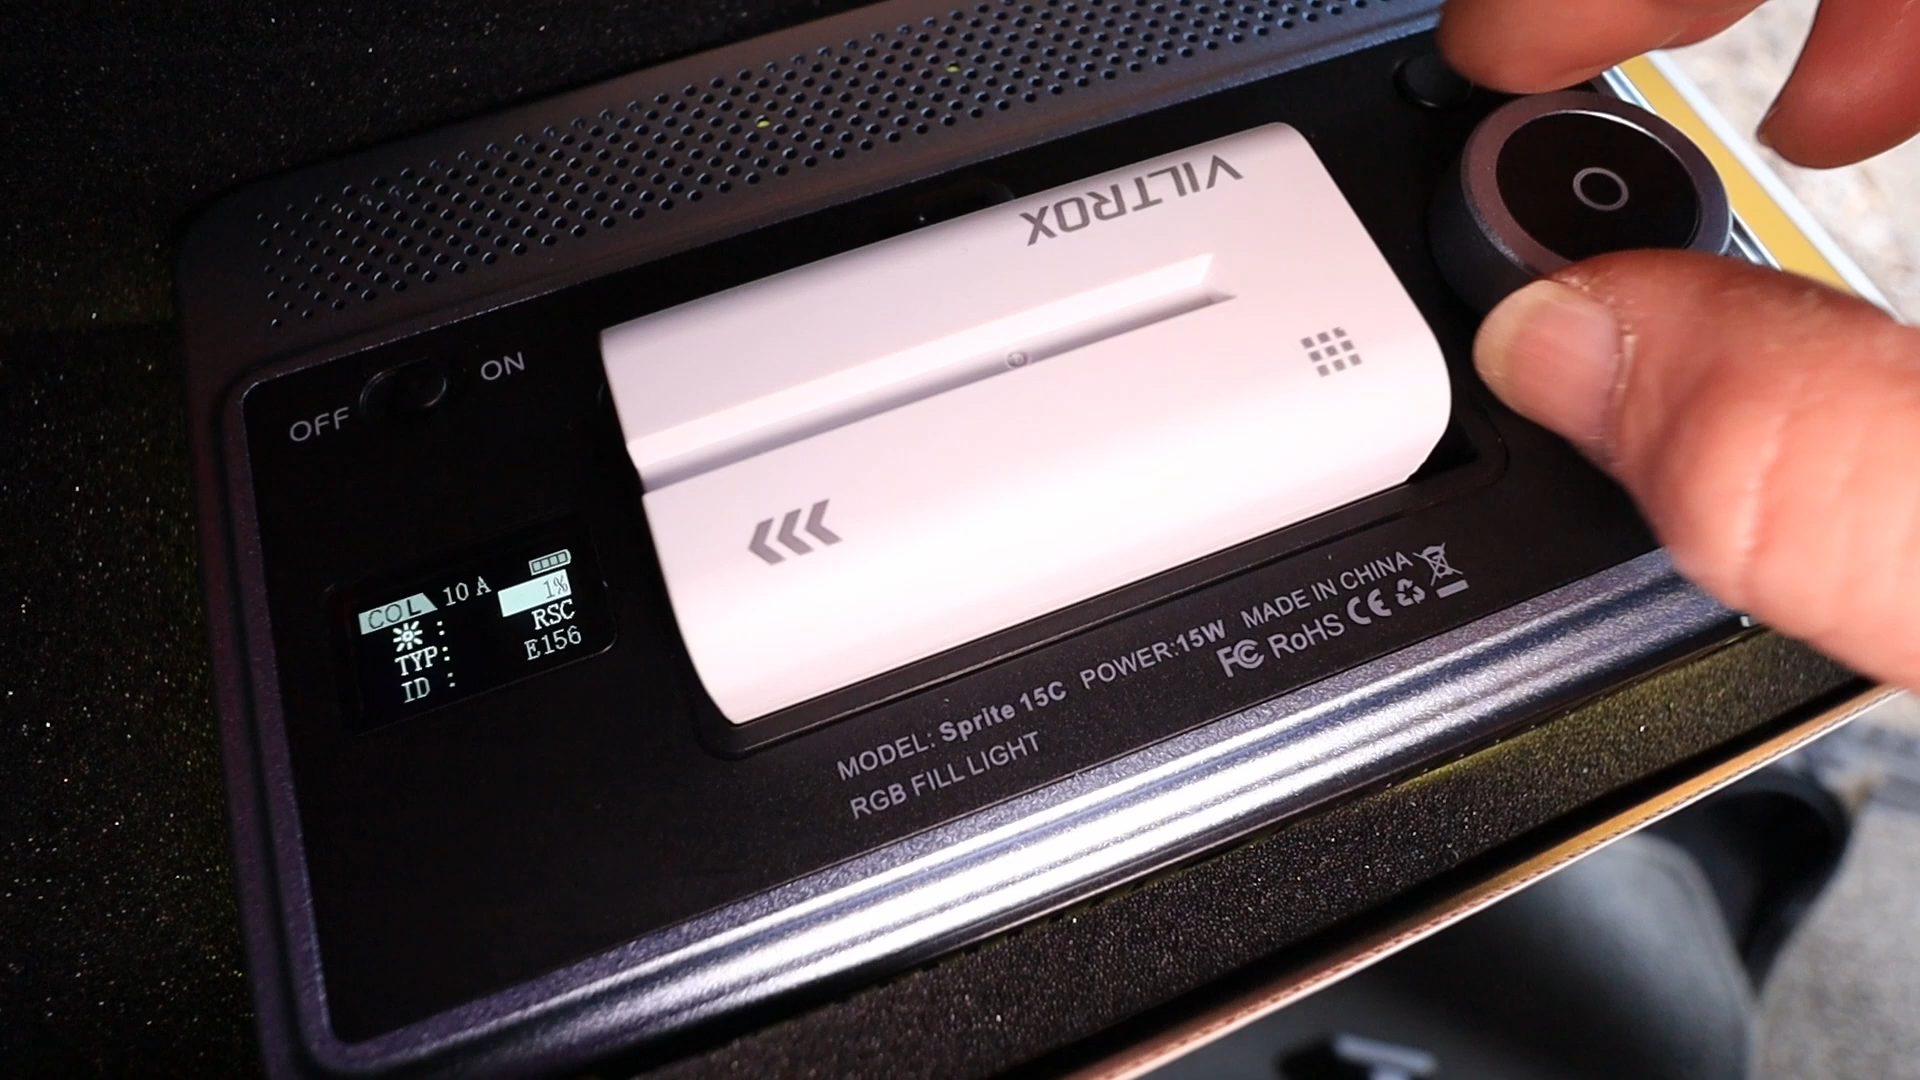 VILTROX
OFF ON
COL 10 A
1%
TYP: RSC
ID : E156
MODEL: Sprite 15C POWER:15W MADE IN CHINA
RGB FILL LIGHT FC RoHS CE